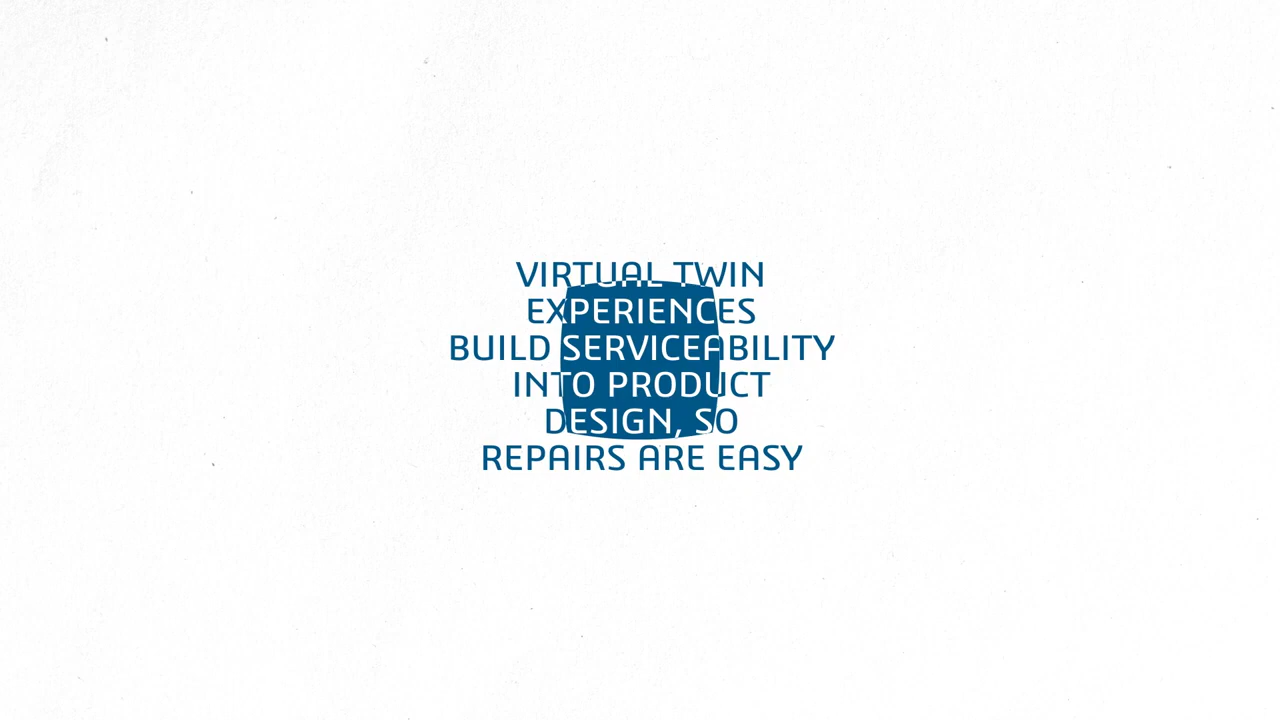 VIRTUAL TWIN
EXPERIENCES
BUILD SERVICEABILITY
INTO PRODUCT
DESIGN, SO
REPAIRS ARE EASY